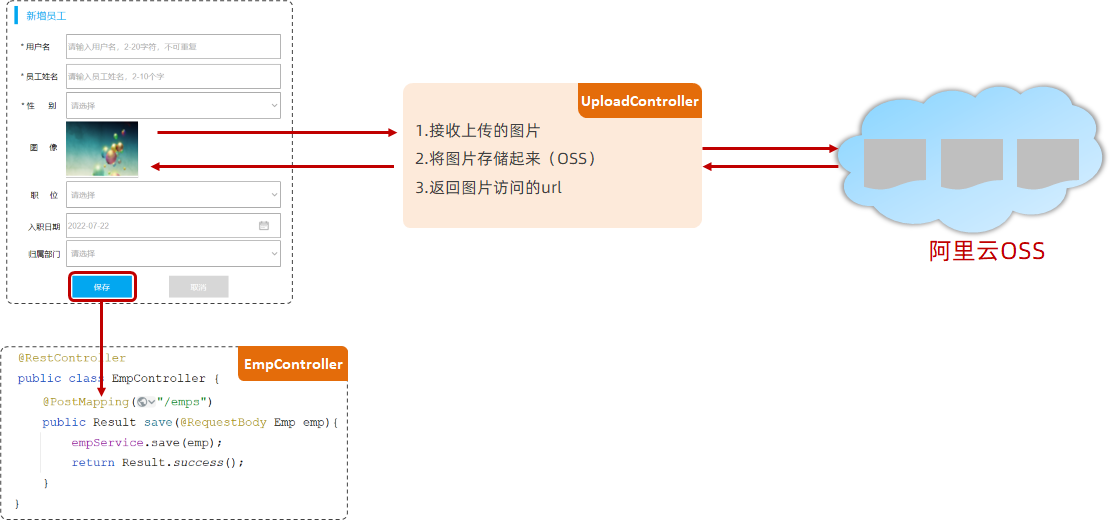 新增员工
* 用户名 请输入用户名，2-20字符，不可重复
* 员工姓名 请输入员工姓名，2-10个字
* 性 别 请选择
图 像
职 位 请选择
入职日期 2022-07-22
归属部门 请选择
保存 取消
UploadController
1.接收上传的图片
2.将图片存储起来（OSS）
3.返回图片访问的url
阿里云OSS
EmpController
@RestController
public class EmpController {
@PostMapping("/emps")
public Result save(@RequestBody Emp emp){
empService.save(emp);
return Result.success();
}
}